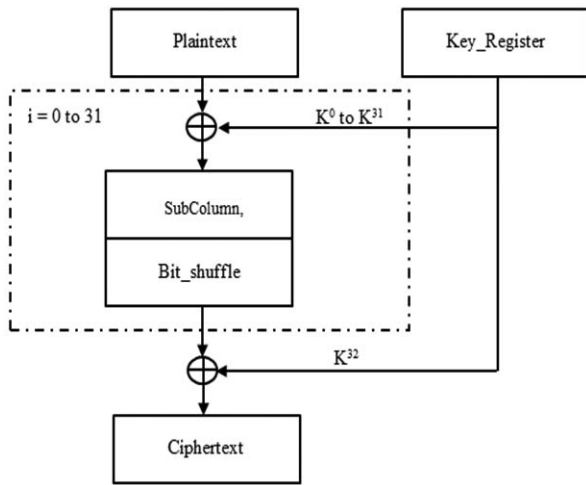 Plaintext
Key_Register
i = 0 to 31
K⁰ to K³¹
SubColumn,
Bit_shuffle
K³²
Ciphertext